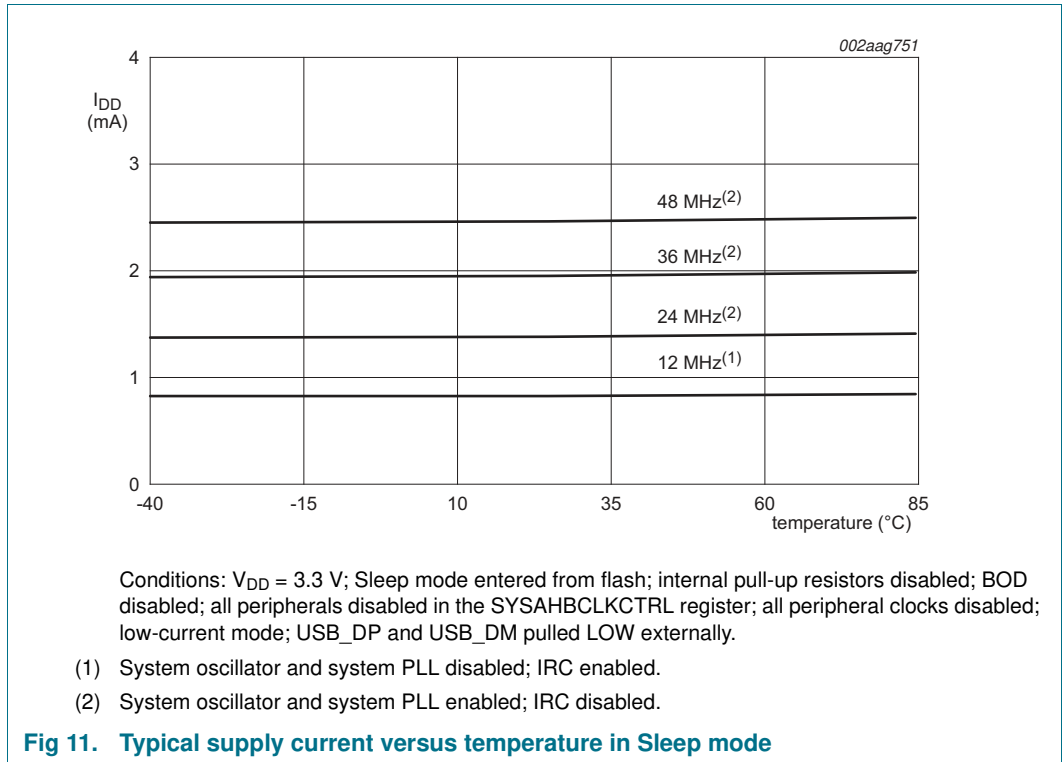 002aag751
4
I_DD
(mA)
3
48 MHz(2)
36 MHz(2)
2
24 MHz(2)
12 MHz(1)
1
0
-40 -15 10 35 60 85
temperature (°C)
Conditions: V_DD = 3.3 V; Sleep mode entered from flash; internal pull-up resistors disabled; BOD
disabled; all peripherals disabled in the SYSAHBCLKCTRL register; all peripheral clocks disabled;
low-current mode; USB_DP and USB_DM pulled LOW externally.
(1) System oscillator and system PLL disabled; IRC enabled.
(2) System oscillator and system PLL enabled; IRC disabled.
Fig 11. Typical supply current versus temperature in Sleep mode